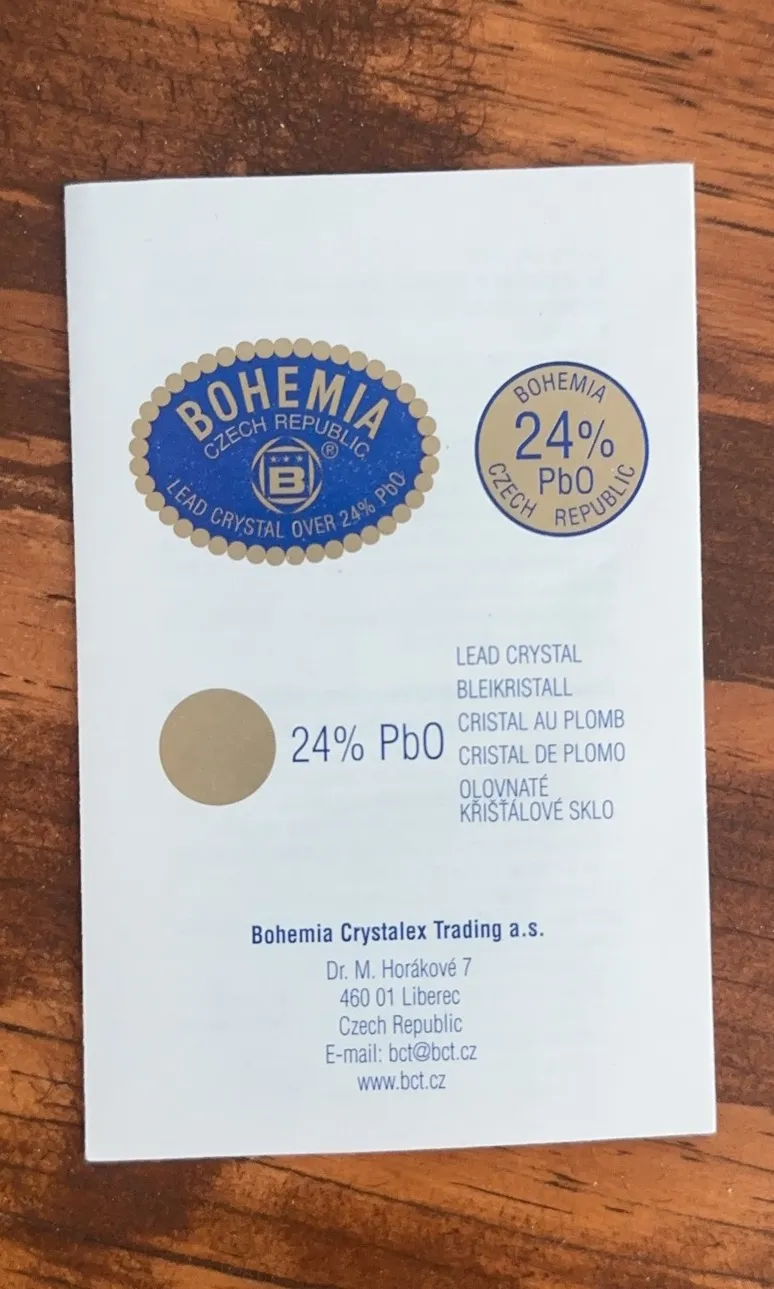 BOHEMIA
CZECH REPUBLIC
®
B
LEAD CRYSTAL OVER 24% PbO
BOHEMIA
24%
PbO
CZECH REPUBLIC
24% PbO
LEAD CRYSTAL
BLEIKRISTALL
CRISTAL AU PLOMB
CRISTAL DE PLOMO
OLOVNATÉ
KŘIŠŤÁLOVÉ SKLO
Bohemia Crystalex Trading a.s.
Dr. M. Horákové 7
460 01 Liberec
Czech Republic
E-mail: bct@bct.cz
www.bct.cz